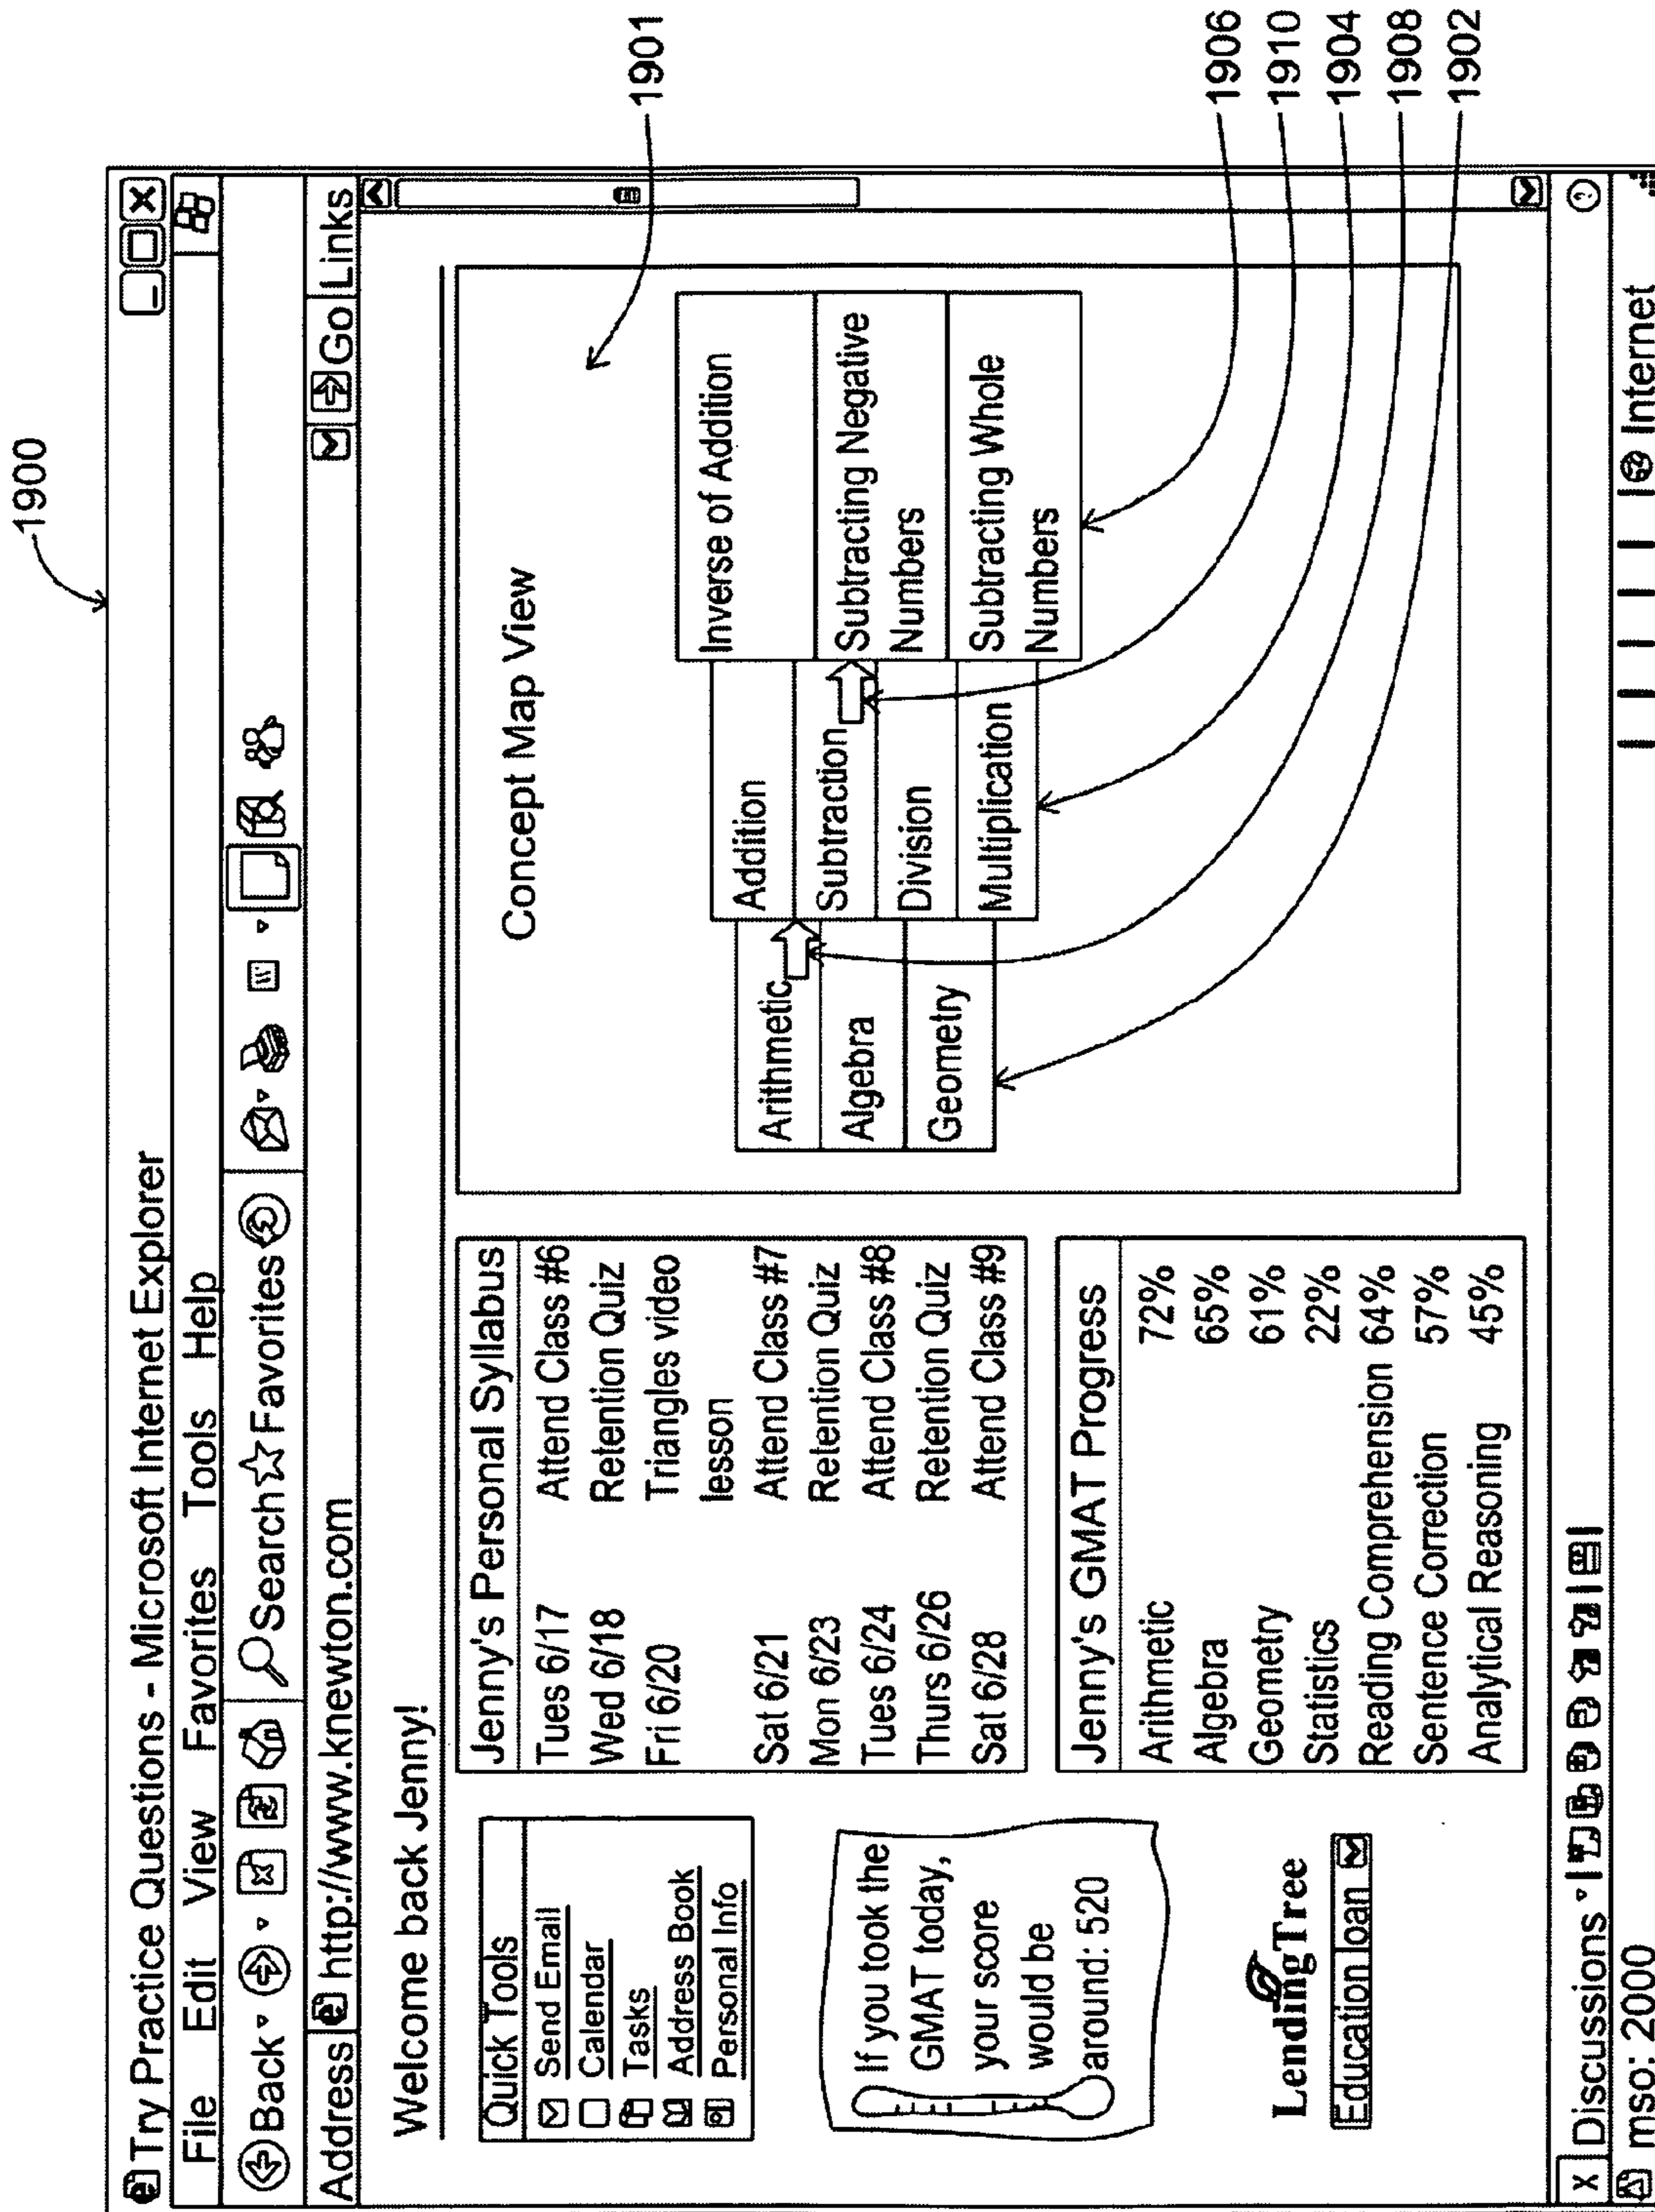 1900
Try Practice Questions - Microsoft Internet Explorer
File Edit View Favorites Tools Help
Back Search Favorites
Address http://www.knewton.com Go Links
Welcome back Jenny!
Quick Tools
Send Email
Calendar
Tasks
Address Book
Personal Info
If you took the
GMAT today,
your score
would be
around: 520
LendingTree
Education loan
Jenny's Personal Syllabus
Tues 6/17 Attend Class #6
Wed 6/18 Retention Quiz
Fri 6/20 Triangles video
lesson
Sat 6/21 Attend Class #7
Mon 6/23 Retention Quiz
Tues 6/24 Attend Class #8
Thurs 6/26 Retention Quiz
Sat 6/28 Attend Class #9
Jenny's GMAT Progress
Arithmetic 72%
Algebra 65%
Geometry 61%
Statistics 22%
Reading Comprehension 64%
Sentence Correction 57%
Analytical Reasoning 45%
Concept Map View
Arithmetic
Algebra
Geometry
Addition
Subtraction
Division
Multiplication
Inverse of Addition
Subtracting Negative
Numbers
Subtracting Whole
Numbers
1901
1906
1910
1904
1908
1902
X Discussions
mso: 2000 Internet